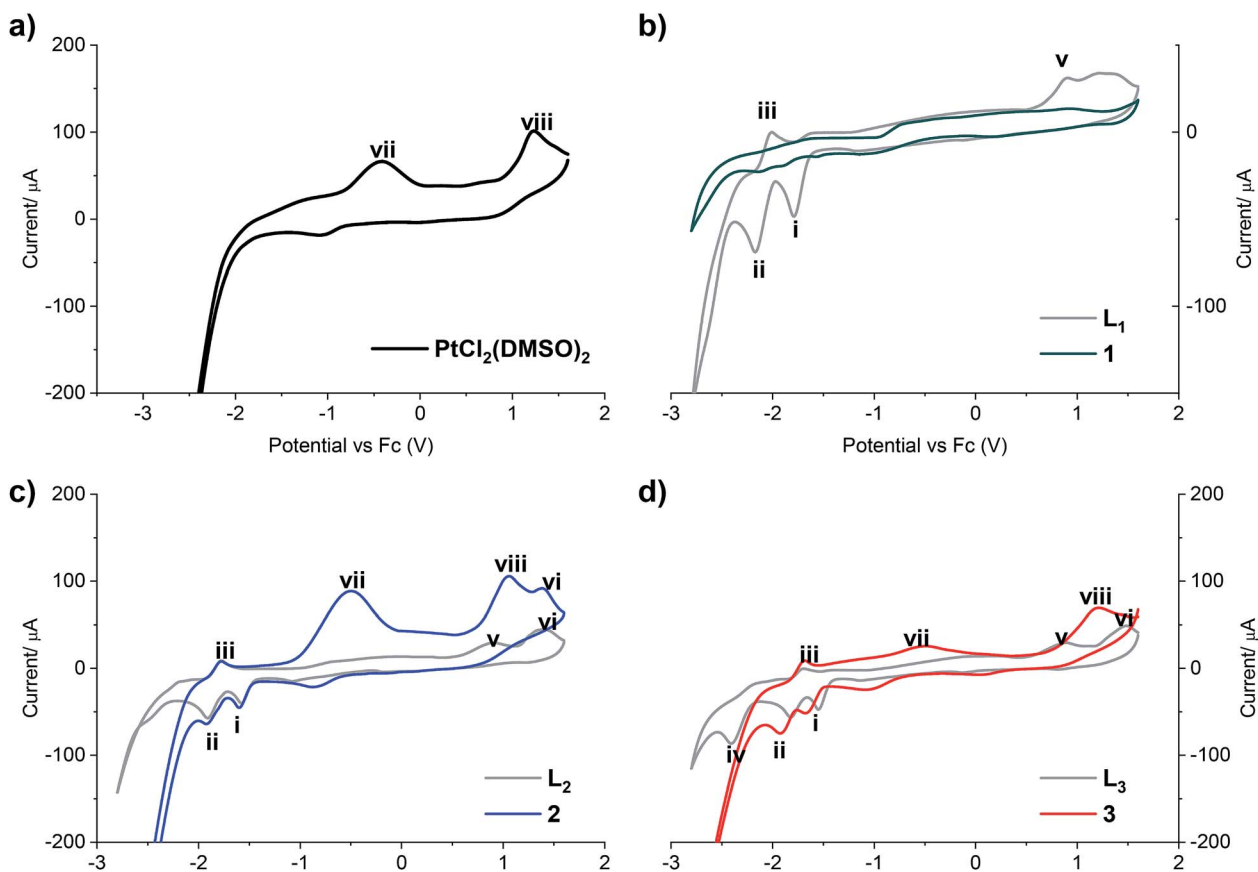 a)
200
100
0
-100
-200
Current/ μA
vii
viii
PtCl₂(DMSO)₂
-3 -2 -1 0 1 2
Potential vs Fc (V)
b)
0
-100
Current/ μA
iii
v
i
ii
L₁
1
-3 -2 -1 0 1 2
Potential vs Fc (V)
c)
200
100
0
-100
-200
Current/ μA
vii
viii
vi
iii
v
vi
ii
i
L₂
2
-3 -2 -1 0 1 2
d)
200
100
0
-100
-200
Current/ μA
viii
vi
iii
vii
v
iv
ii
i
L₃
3
-3 -2 -1 0 1 2